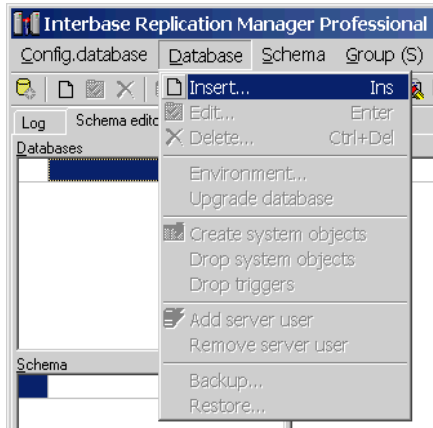 Interbase Replication Manager Professional
Config.database Database Schema Group (S)
Insert... Ins
Edit... Enter
Delete... Ctrl+Del
Environment...
Upgrade database
Create system objects
Drop system objects
Drop triggers
Add server user
Remove server user
Backup...
Restore...
Log Schema edito
Databases
Schema